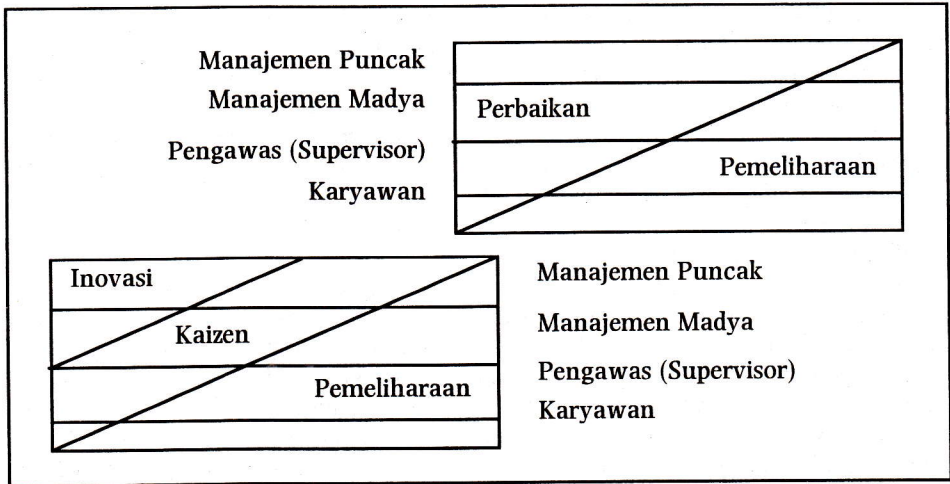 Manajemen Puncak
Manajemen Madya
Pengawas (Supervisor)
Karyawan
Perbaikan
Pemeliharaan
Inovasi
Kaizen
Pemeliharaan
Manajemen Puncak
Manajemen Madya
Pengawas (Supervisor)
Karyawan